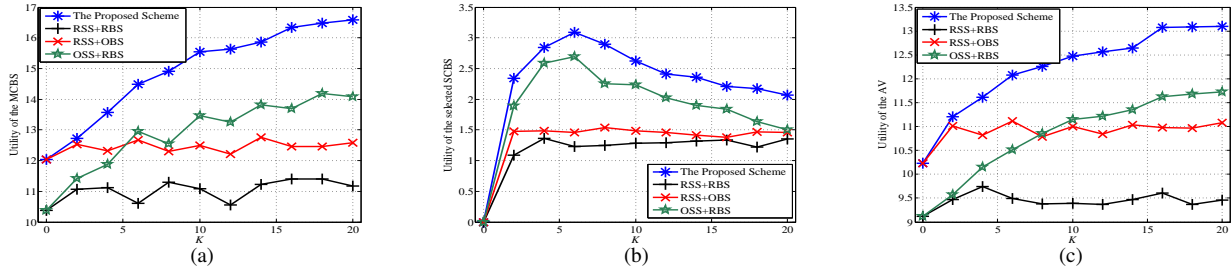 17
16
15
14
13
12
11
10
Utility of the MCBS
The Proposed Scheme
RSS+RBS
RSS+OBS
OSS+RBS
0
5
10
15
20
K
(a)
3.5
3
2.5
2
1.5
1
0.5
0
Utility of the selected SCBS
The Proposed Scheme
RSS+RBS
RSS+OBS
OSS+RBS
0
5
10
15
20
K
(b)
13.5
13
12.5
12
11.5
11
10.5
10
9.5
9
Utility of the AV
The Proposed Scheme
RSS+RBS
RSS+OBS
OSS+RBS
0
5
10
15
20
K
(c)